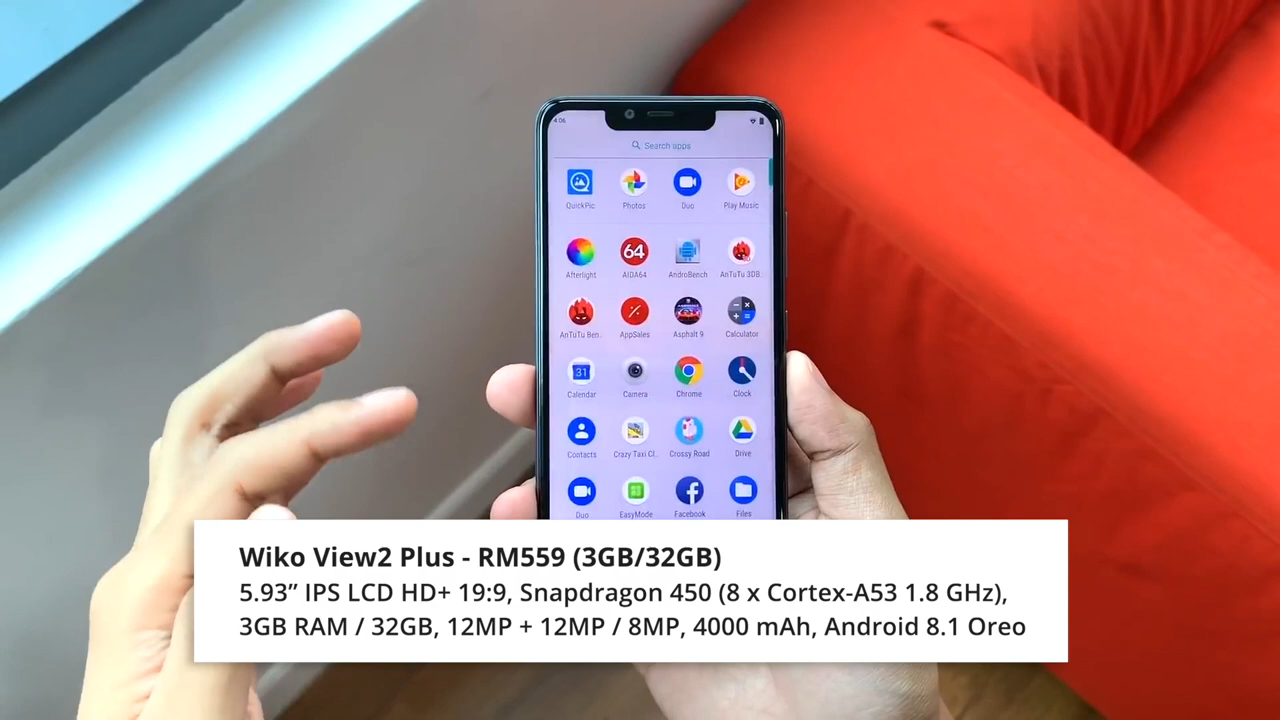 4:06
Search apps
QuickPic Photos Duo Play Music
64
Afterlight AIDA64 AndroBench AnTuTu 3DB..
AnTuTu Ben.. AppSales Asphalt 9 Calculator
31
Calendar Camera Chrome Clock
Contacts Crazy Taxi Cl.. Crossy Road Drive
Duo EasyMode Facebook Files
Wiko View2 Plus - RM559 (3GB/32GB)
5.93” IPS LCD HD+ 19:9, Snapdragon 450 (8 x Cortex-A53 1.8 GHz),
3GB RAM / 32GB, 12MP + 12MP / 8MP, 4000 mAh, Android 8.1 Oreo